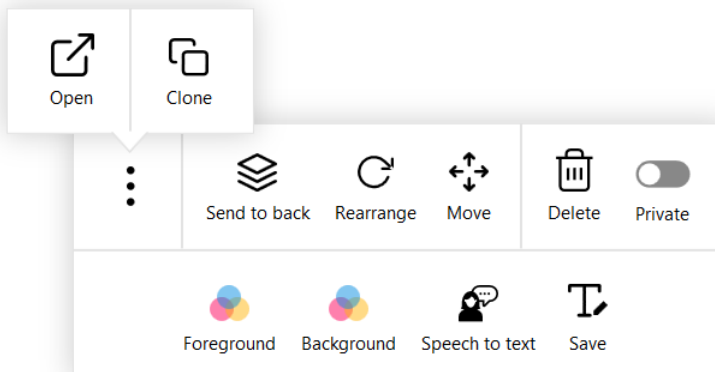 Open
Clone
Send to back
Rearrange
Move
Delete
Private
Foreground
Background
Speech to text
Save